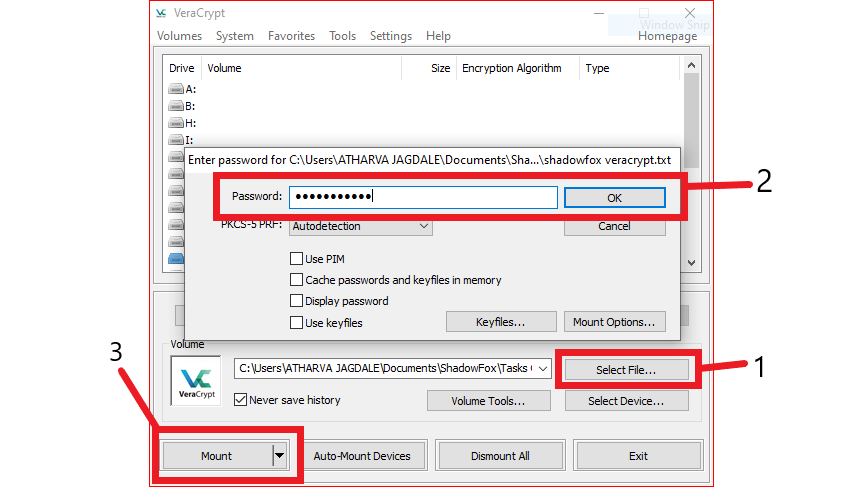 VeraCrypt
Window Snip
Volumes System Favorites Tools Settings Help Homepage
Drive Volume Size Encryption Algorithm Type
A:
B:
H:
I:
Enter password for C:\Users\ATHARVA JAGDALE\Documents\Sha...\shadowfox veracrypt.txt
Password: ●●●●●●●●●●● OK
2
PKCS-5 PRF: Autodetection Cancel
Use PIM
Cache passwords and keyfiles in memory
Display password
Use keyfiles Keyfiles... Mount Options...
Volume
3
VeraCrypt
C:\Users\ATHARVA JAGDALE\Documents\ShadowFox\Tasks Select File...
1
Never save history Volume Tools... Select Device...
Mount Auto-Mount Devices Dismount All Exit